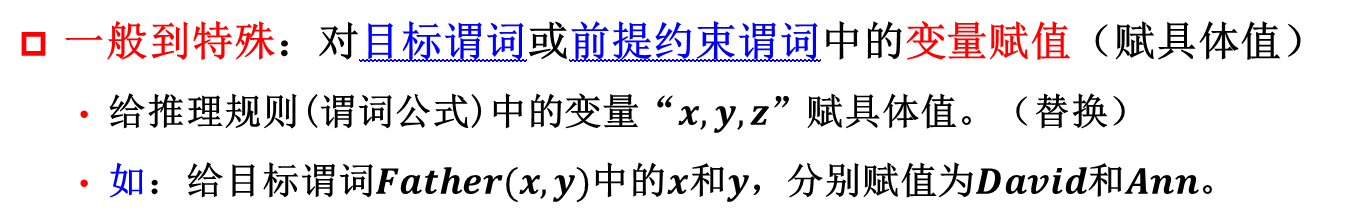 一般到特殊：对目标谓词或前提约束谓词中的变量赋值（赋具体值）
• 给推理规则(谓词公式)中的变量“x,y,z”赋具体值。（替换）
• 如：给目标谓词Father(x,y)中的x和y，分别赋值为David和Ann。